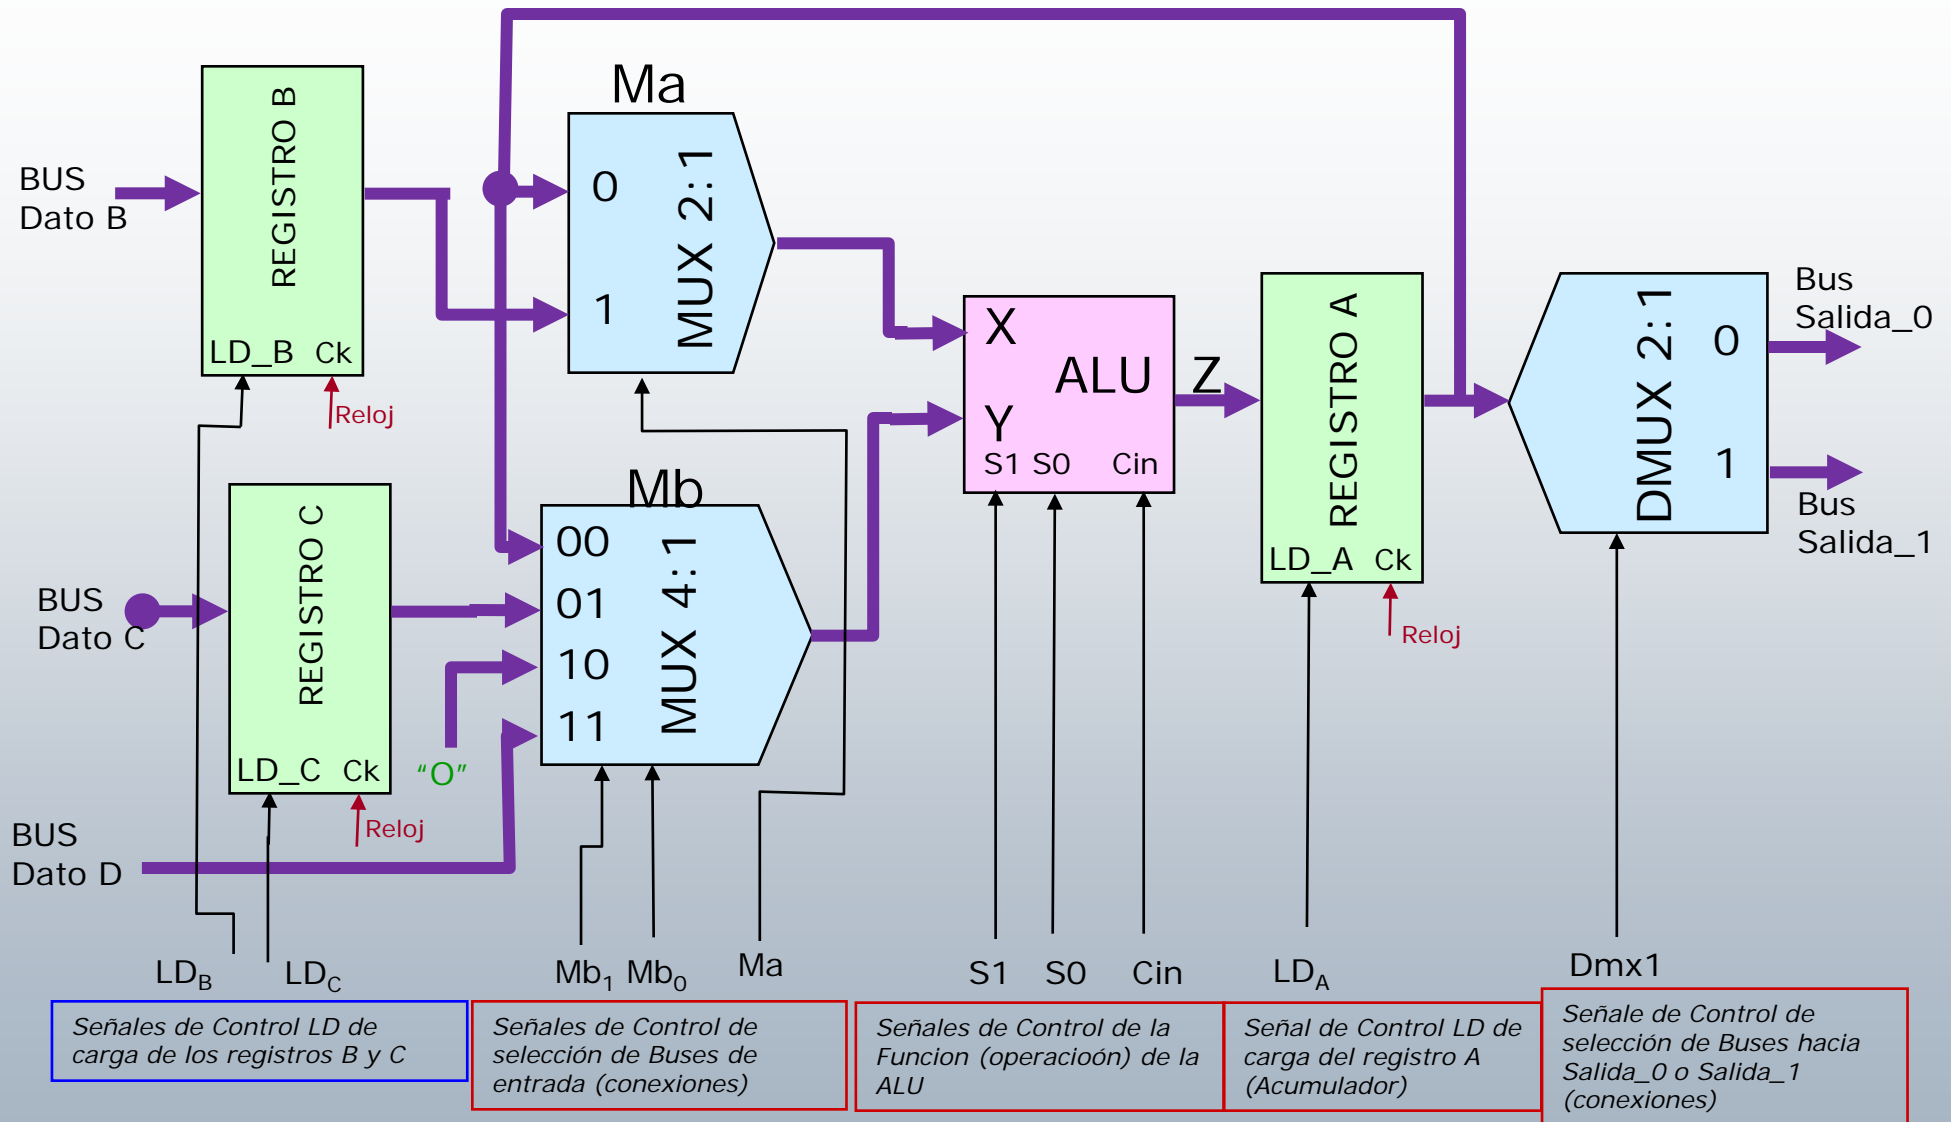 Ma
REGISTRO B
BUS
Dato B
0
1
MUX 2:1
LD_B Ck
Reloj
Mb
REGISTRO C
BUS
Dato C
00
01
10
11
MUX 4:1
LD_C Ck
Reloj
"O"
BUS
Dato D
X
Y
ALU
S1 S0 Cin
Z
REGISTRO A
LD_A Ck
Reloj
DMUX 2:1
0
1
Bus
Salida_0
Bus
Salida_1
LDB LDC Mb1 Mb0 Ma S1 S0 Cin LDA Dmx1
Señales de Control LD de
carga de los registros B y C
Señales de Control de
selección de Buses de
entrada (conexiones)
Señales de Control de la
Funcion (operacioón) de la
ALU
Señal de Control LD de
carga del registro A
(Acumulador)
Señale de Control de
selección de Buses hacia
Salida_0 o Salida_1
(conexiones)